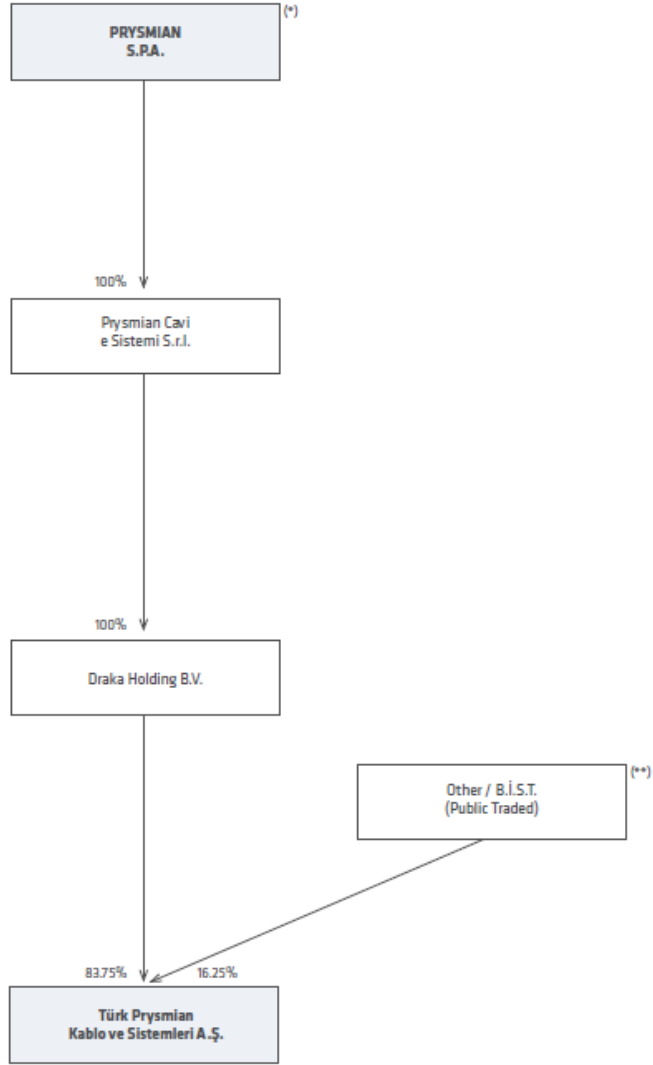 PRYSMIAN
S.P.A.
(*)
100%
Prysmian Cavi
e Sistemi S.r.l.
100%
Draka Holding B.V.
Other / B.İ.S.T.
(Public Traded)
(**)
83.75%
16.25%
Türk Prysmian
Kablo ve Sistemleri A.Ş.